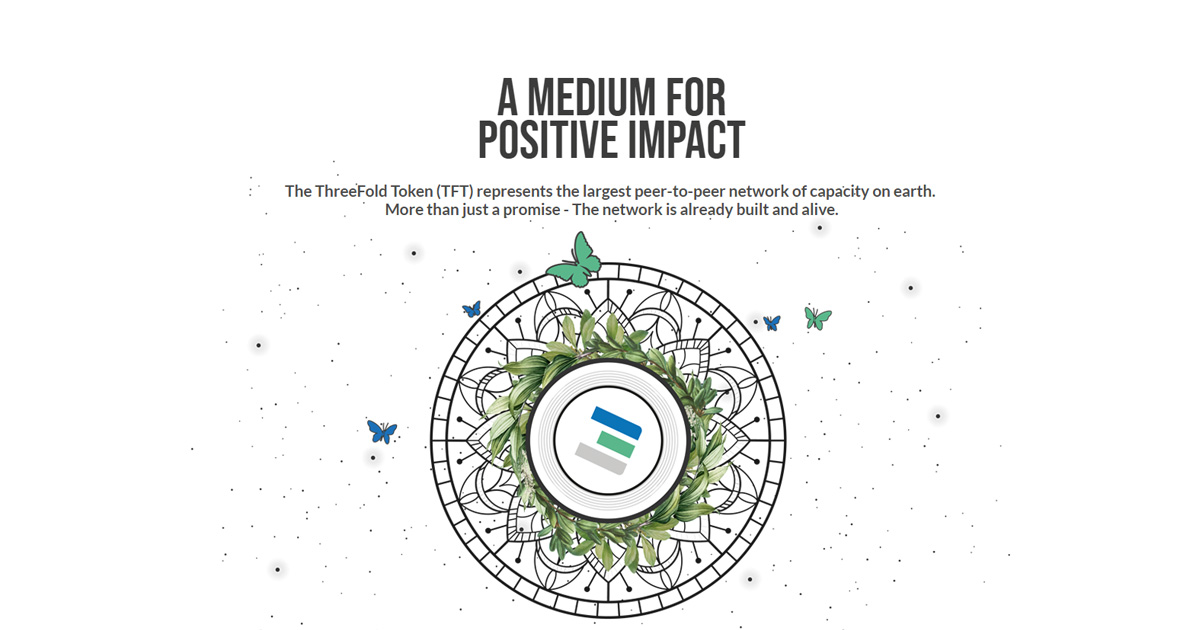 A MEDIUM FOR
POSITIVE IMPACT
The ThreeFold Token (TFT) represents the largest peer-to-peer network of capacity on earth.
More than just a promise - The network is already built and alive.